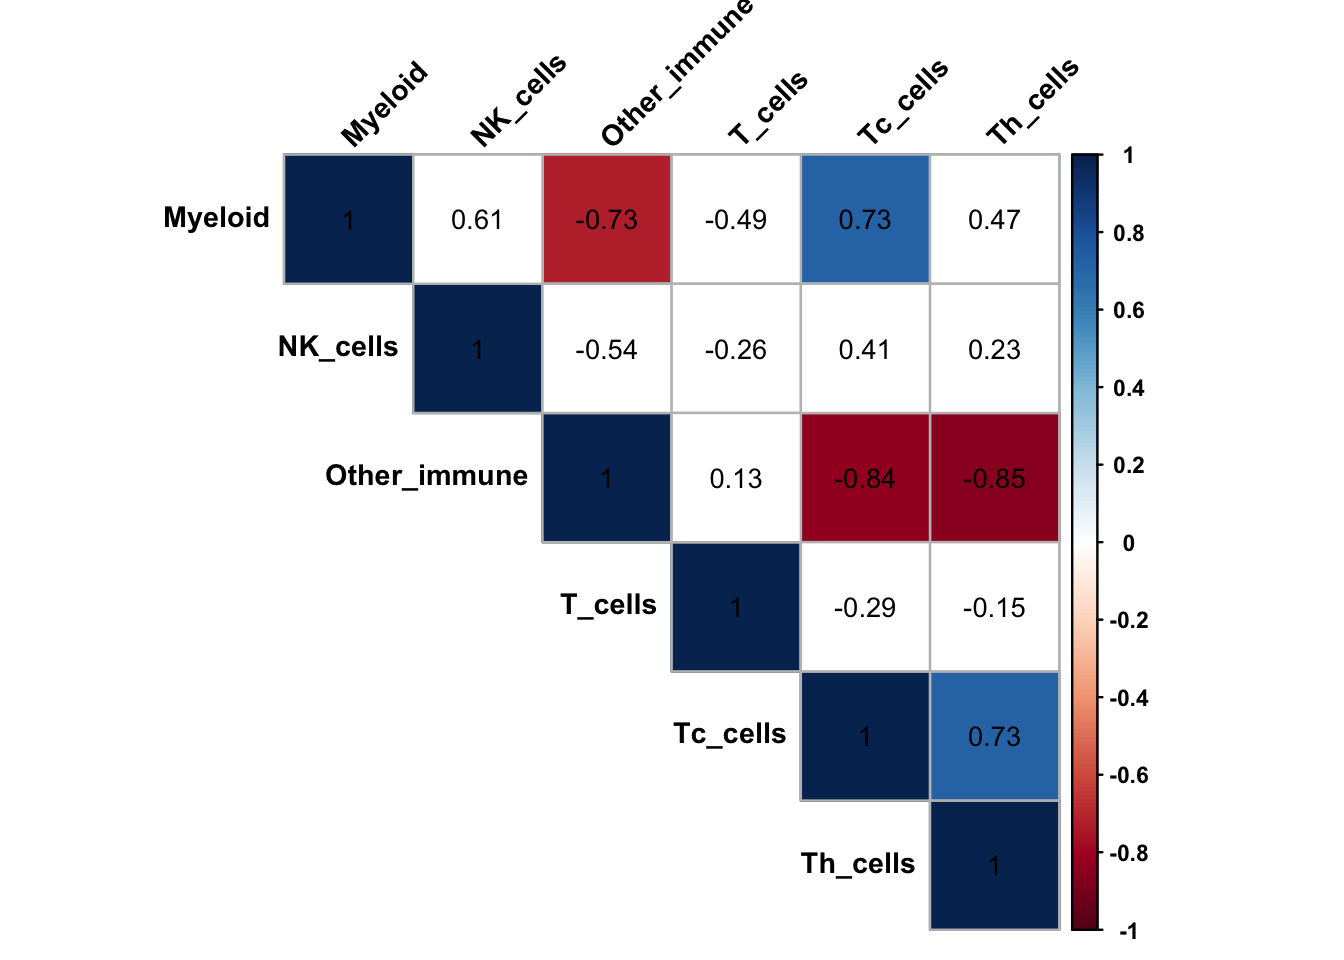 Myeloid NK_cells Other_immune T_cells Tc_cells Th_cells
Myeloid 1 0.61 -0.73 -0.49 0.73 0.47
NK_cells 1 -0.54 -0.26 0.41 0.23
Other_immune 1 0.13 -0.84 -0.85
T_cells 1 -0.29 -0.15
Tc_cells 1 0.73
Th_cells 1
1
0.8
0.6
0.4
0.2
0
-0.2
-0.4
-0.6
-0.8
-1